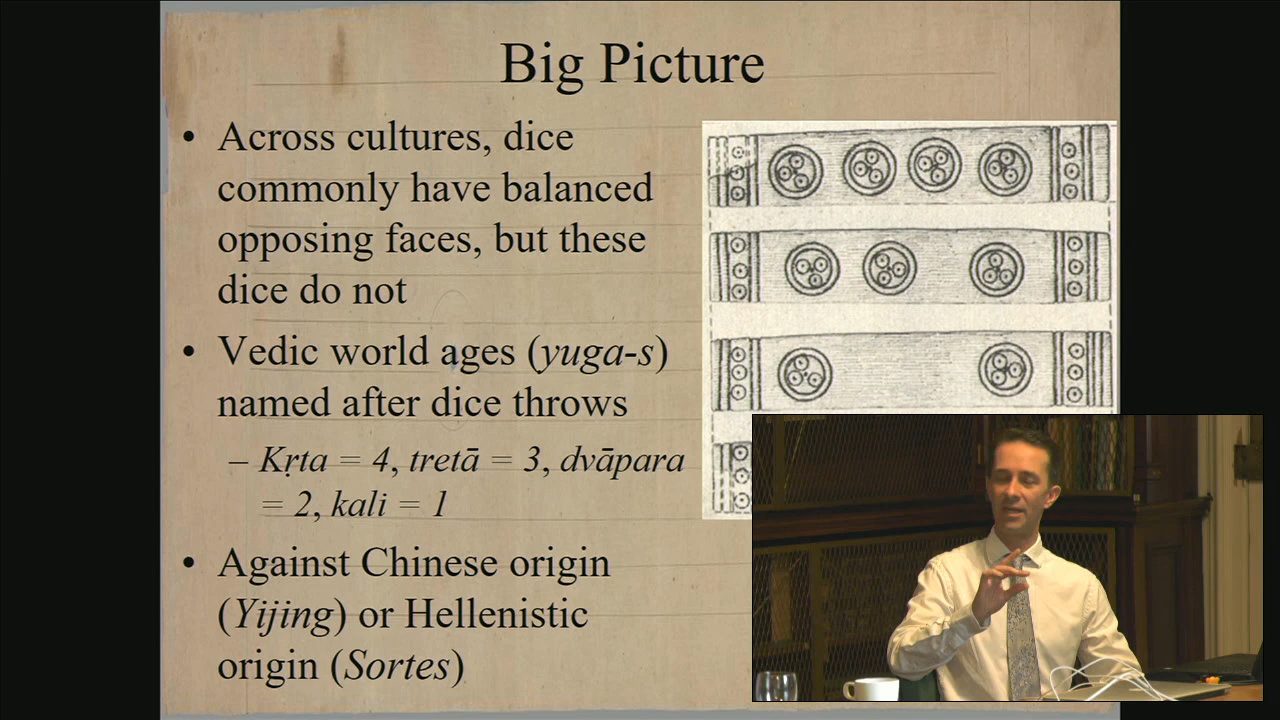 Big Picture
• Across cultures, dice
commonly have balanced
opposing faces, but these
dice do not
• Vedic world ages (yuga-s)
named after dice throws
– Kṛta = 4, tretā = 3, dvāpara
= 2, kali = 1
• Against Chinese origin
(Yijing) or Hellenistic
origin (Sortes)